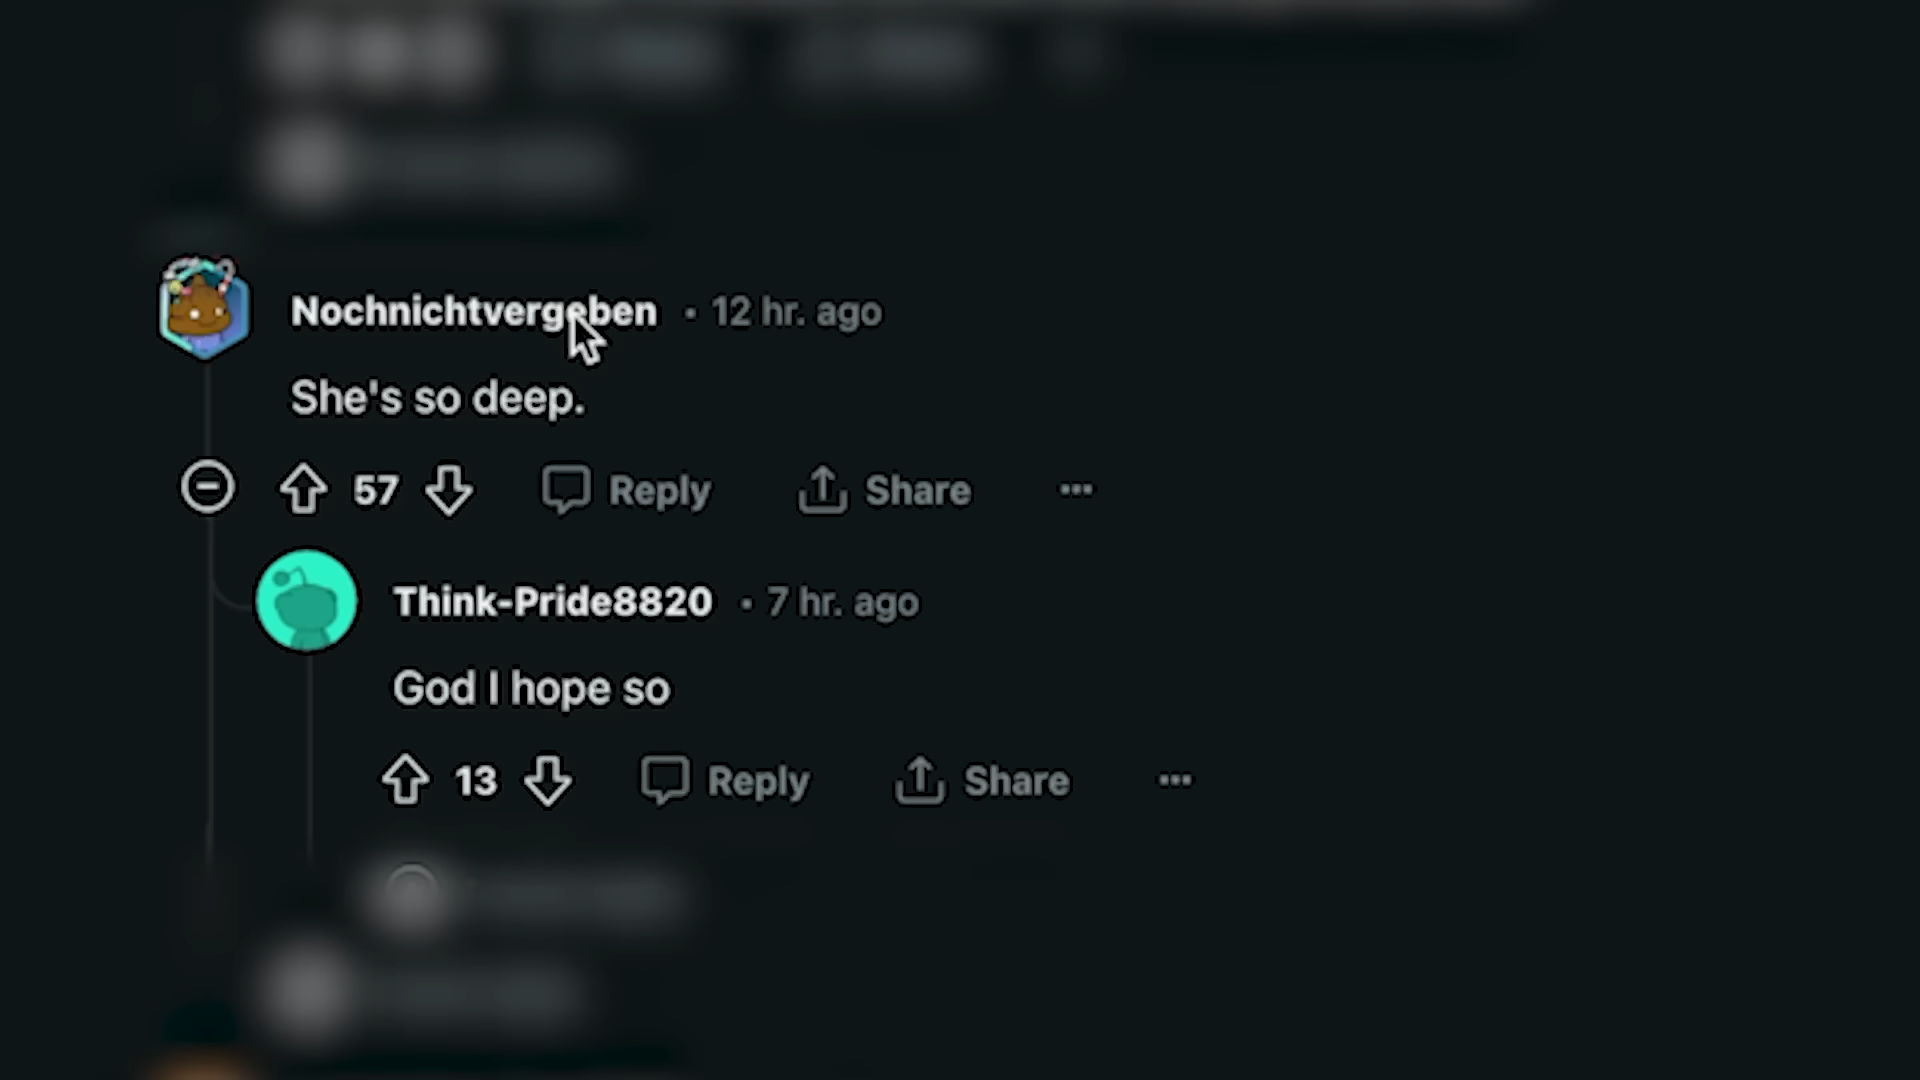 Nochnichtvergeben • 12 hr. ago
She's so deep.
57 Reply Share ...
Think-Pride8820 • 7 hr. ago
God I hope so
13 Reply Share ...